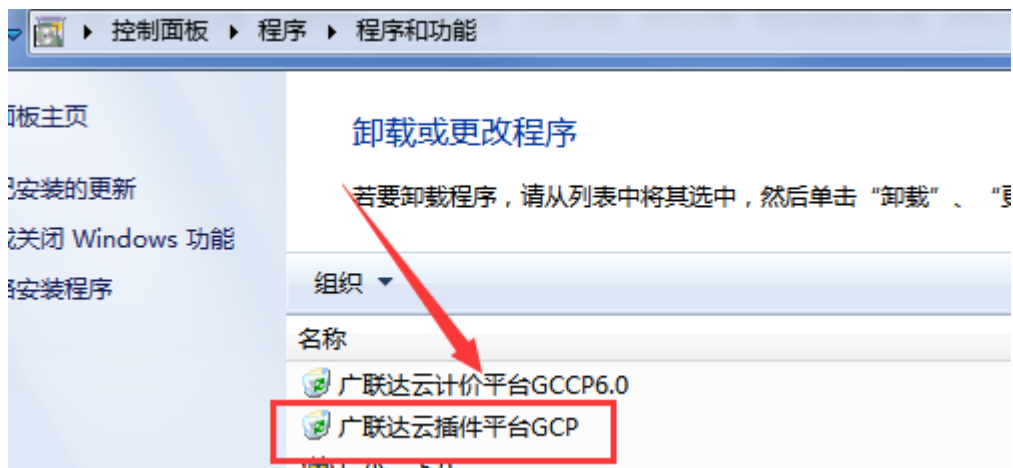 控制面板 程序 程序和功能
面板主页
卸载或更改程序
安装的更新
若要卸载程序，请从列表中将其选中，然后单击“卸载”、“更
关闭 Windows 功能
安装程序
组织
名称
广联达云计价平台GCCP6.0
广联达云插件平台GCP